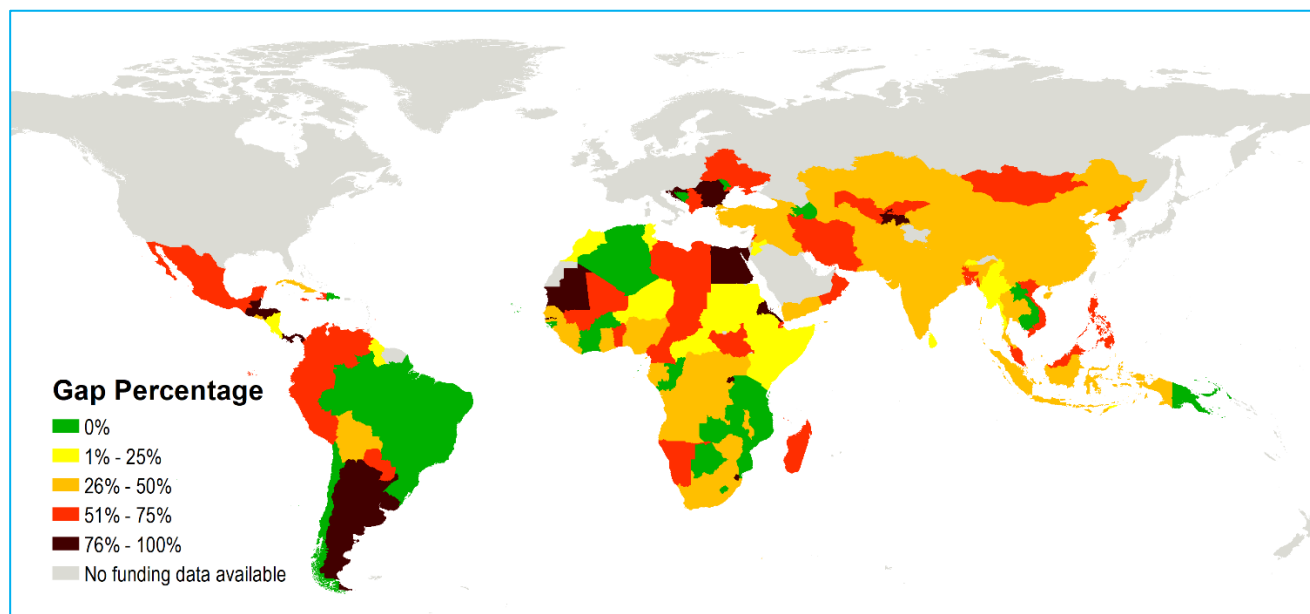 Gap Percentage
0%
1% - 25%
26% - 50%
51% - 75%
76% - 100%
No funding data available